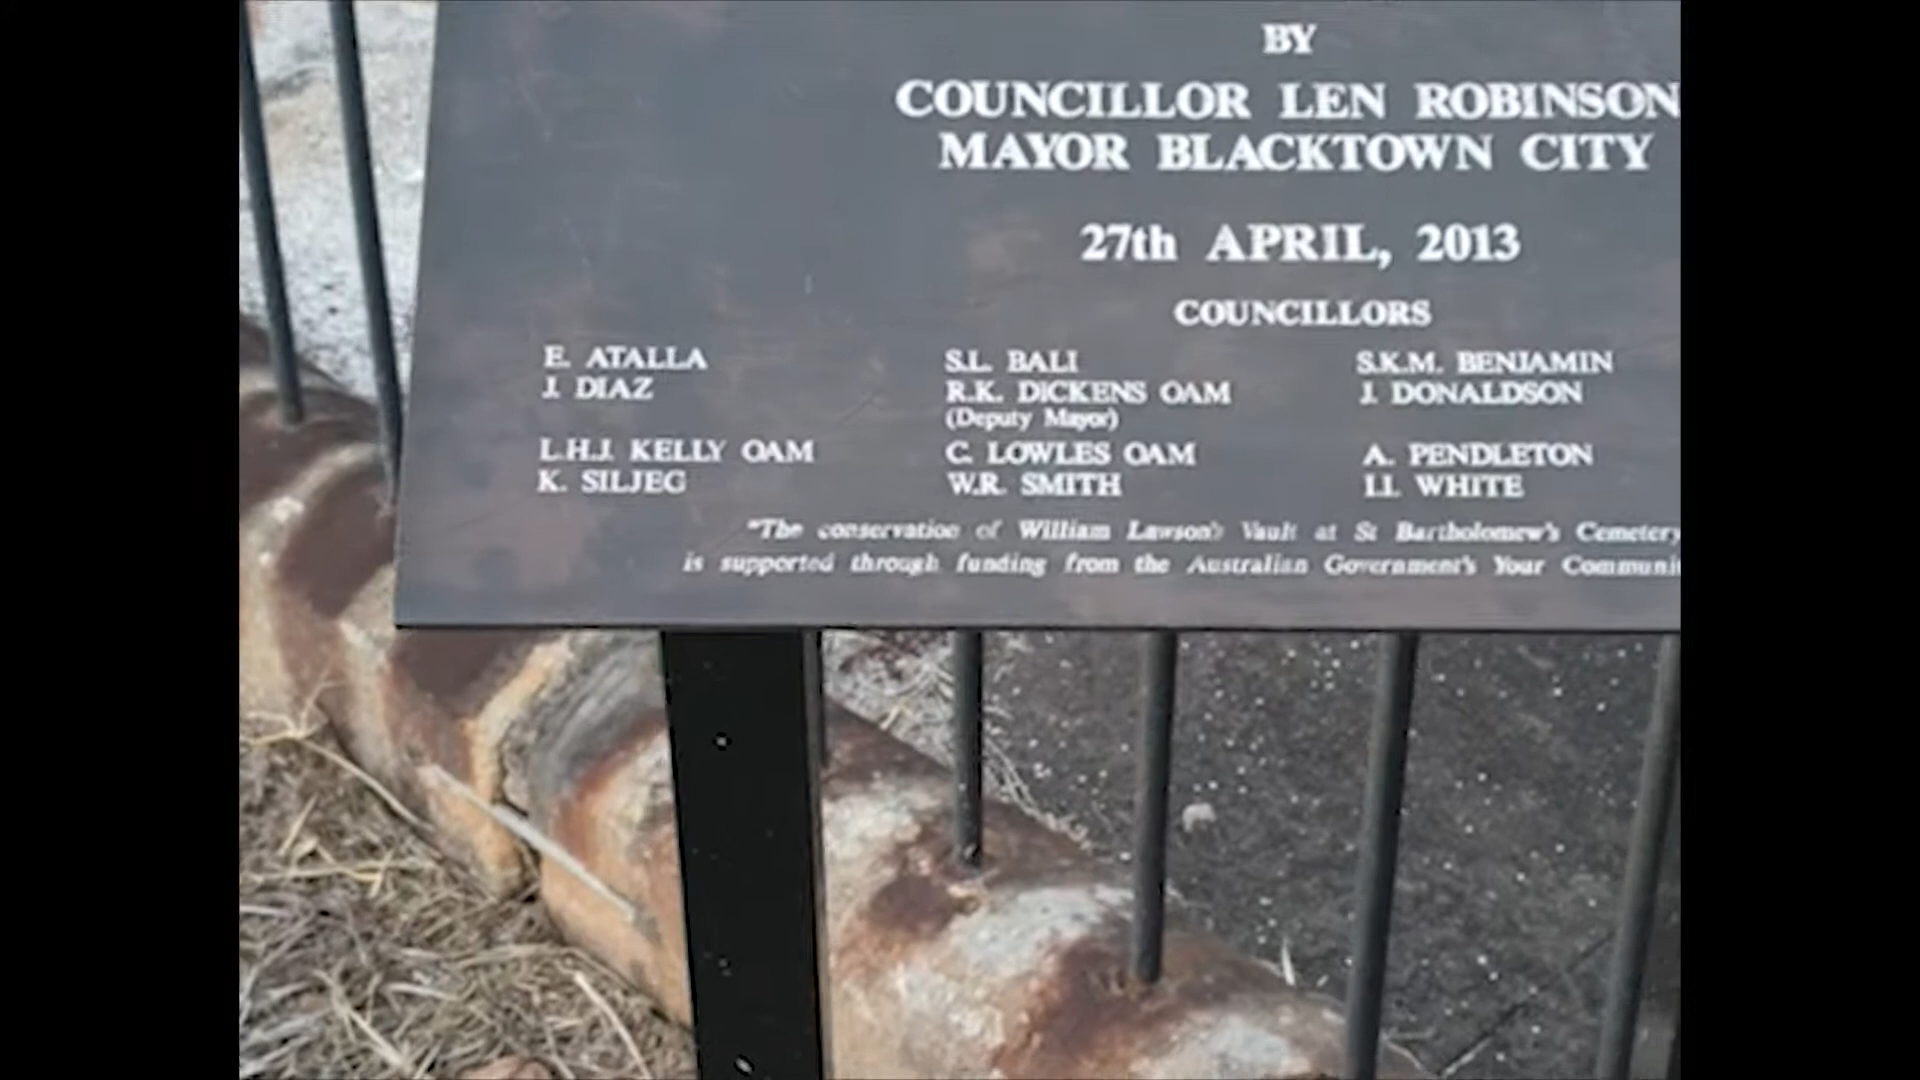 BY
COUNCILLOR LEN ROBINSON
MAYOR BLACKTOWN CITY
27th APRIL, 2013
COUNCILLORS
E. ATALLA S.L. BALI S.K.M. BENJAMIN
J. DIAZ R.K. DICKENS OAM J. DONALDSON
(Deputy Mayor)
L.H.J. KELLY OAM C. LOWLES OAM A. PENDLETON
K. SILJEG W.R. SMITH I.I. WHITE
"The conservation of William Lawson's Vault at St Bartholomew's Cemetery
is supported through funding from the Australian Government's Your